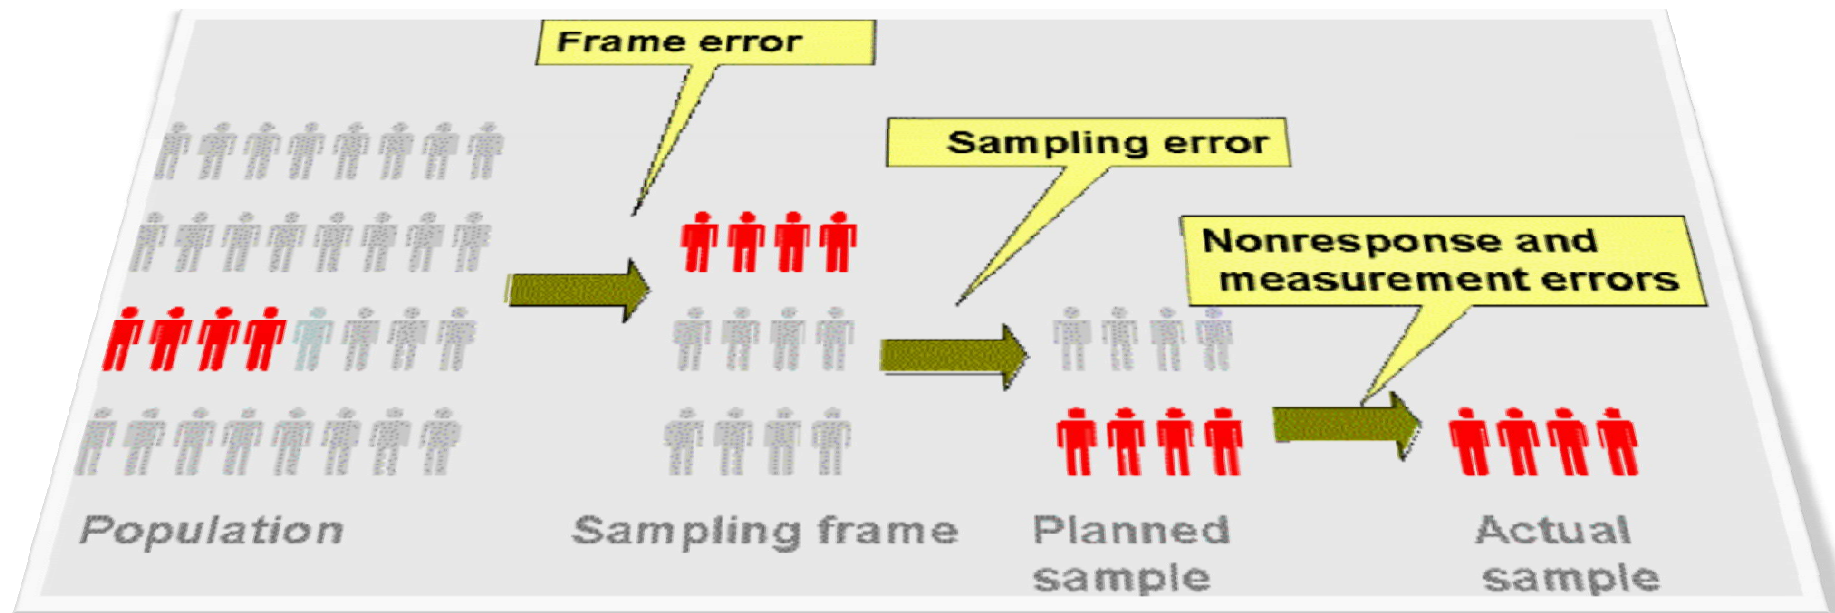 Frame error
Sampling error
Nonresponse and
measurement errors
Population
Sampling frame
Planned
sample
Actual
sample